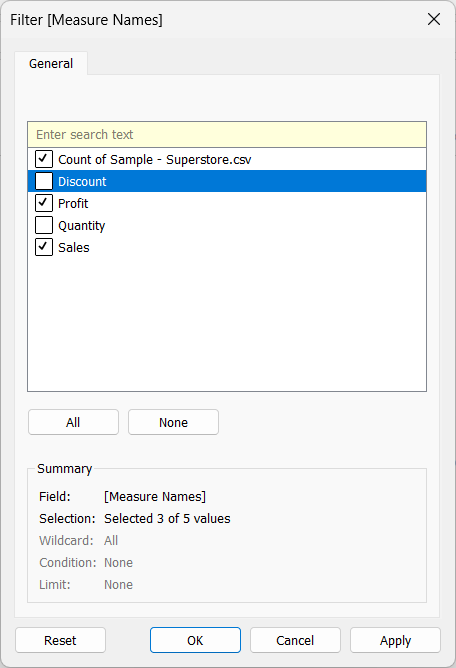 Filter [Measure Names]
General
Enter search text
Count of Sample - Superstore.csv
Discount
Profit
Quantity
Sales
All None
Summary
Field: [Measure Names]
Selection: Selected 3 of 5 values
Wildcard: All
Condition: None
Limit: None
Reset OK Cancel Apply